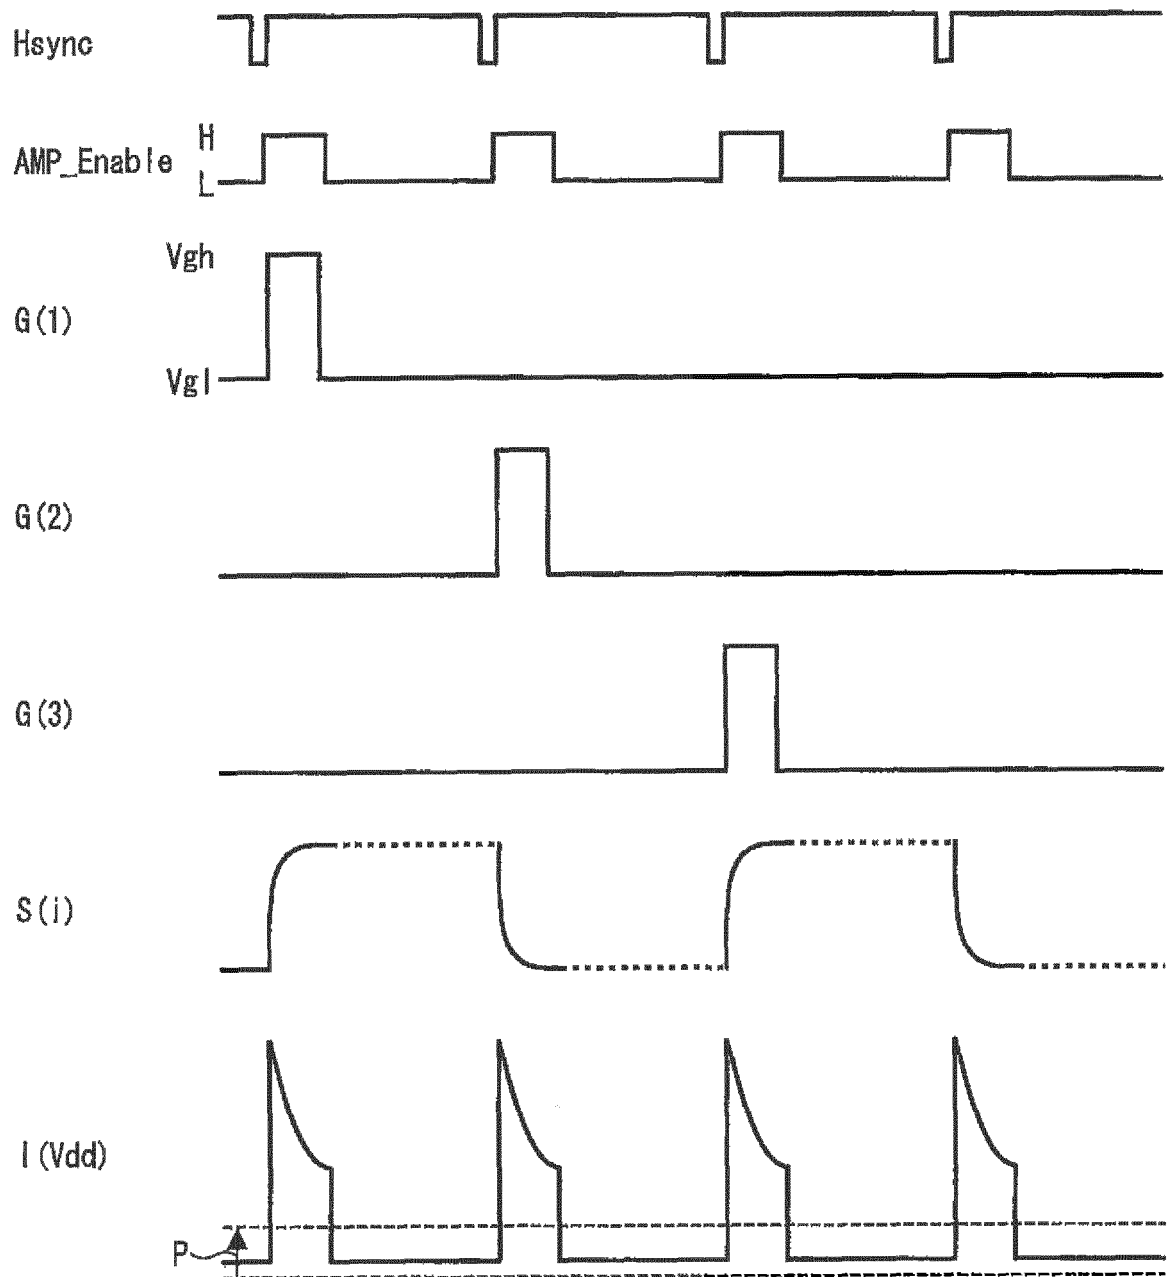 Hsync
H
AMP_Enable
L
Vgh
G(1)
Vgl
G(2)
G(3)
S(i)
I(Vdd)
P